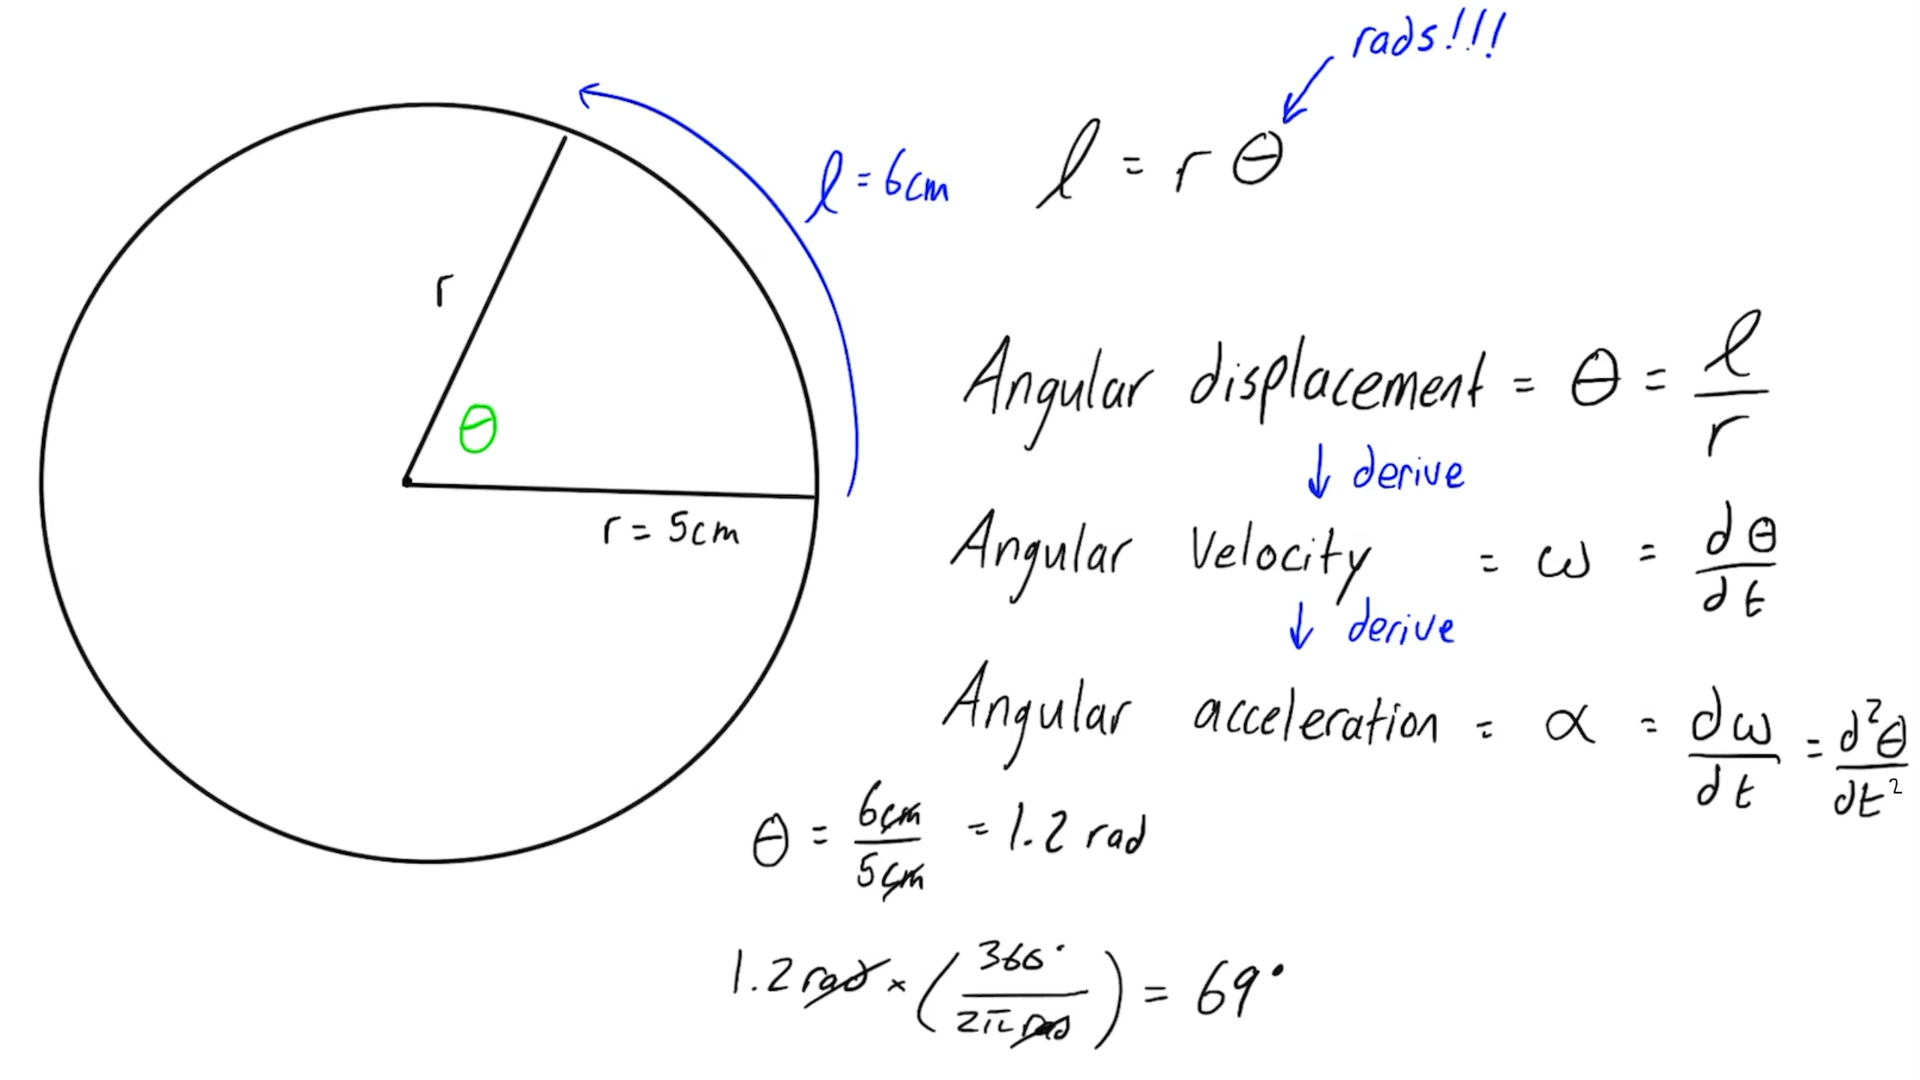 rads!!!
l = 6cm
l = r θ
r
θ
r = 5cm
Angular displacement = θ = l/r
↓ derive
Angular Velocity = ω = dθ/dt
↓ derive
Angular acceleration = α = dω/dt = d²θ/dt²
θ = 6cm/5cm = 1.2 rad
1.2 rad × (360°/2π rad) = 69°